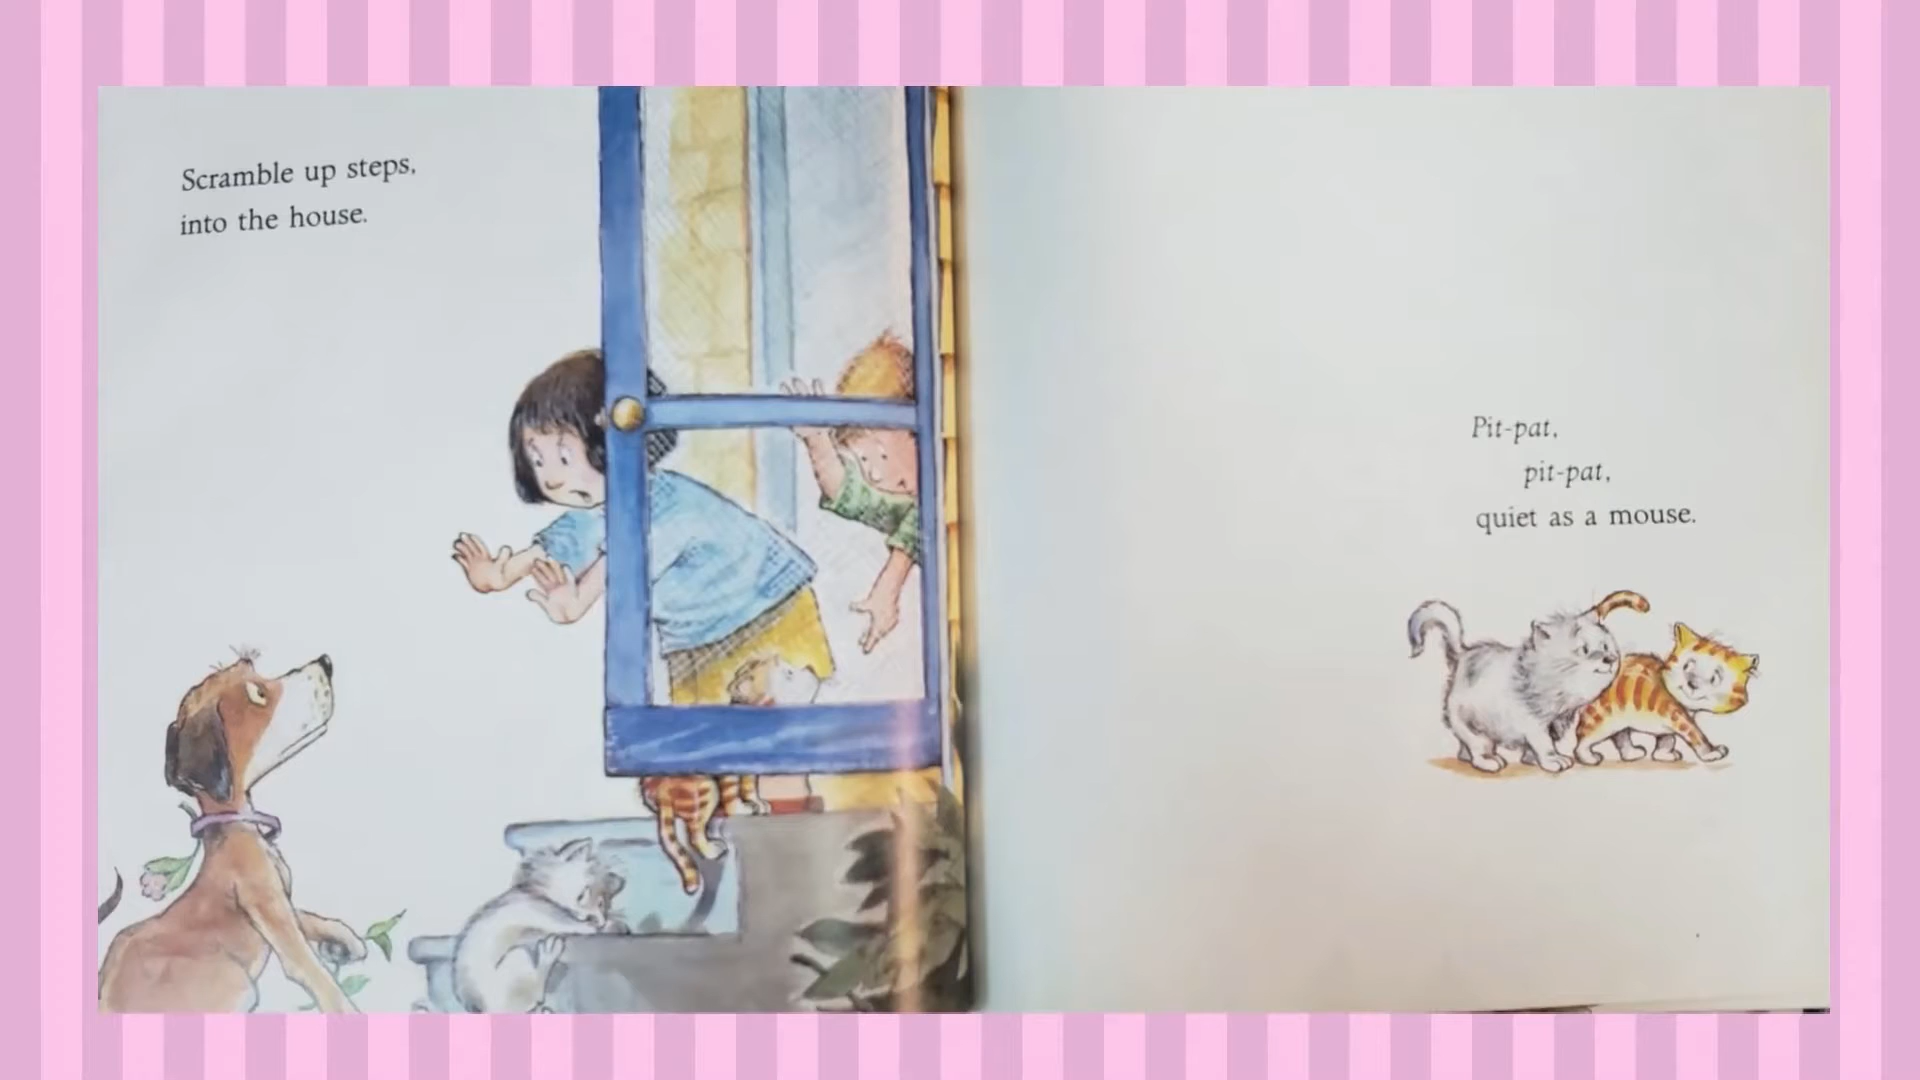 Scramble up steps,
into the house.
Pit-pat,
pit-pat,
quiet as a mouse.